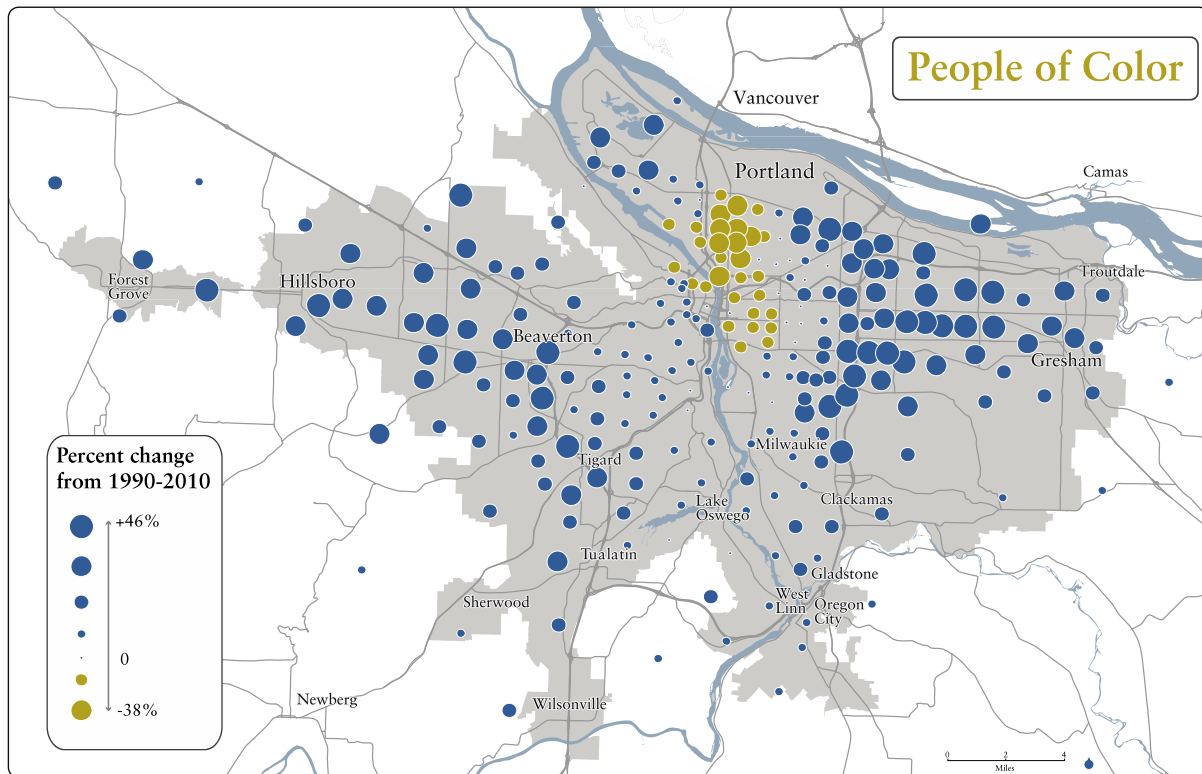 People of Color
Vancouver
Portland
Camas
Troutdale
Forest
Grove
Hillsboro
Beaverton
Gresham
Milwaukie
Tigard
Clackamas
Lake
Oswego
Tualatin
Gladstone
West
Linn
Oregon
City
Sherwood
Newberg
Wilsonville
Percent change
from 1990-2010
+46%
0
-38%
0 2 4
Miles